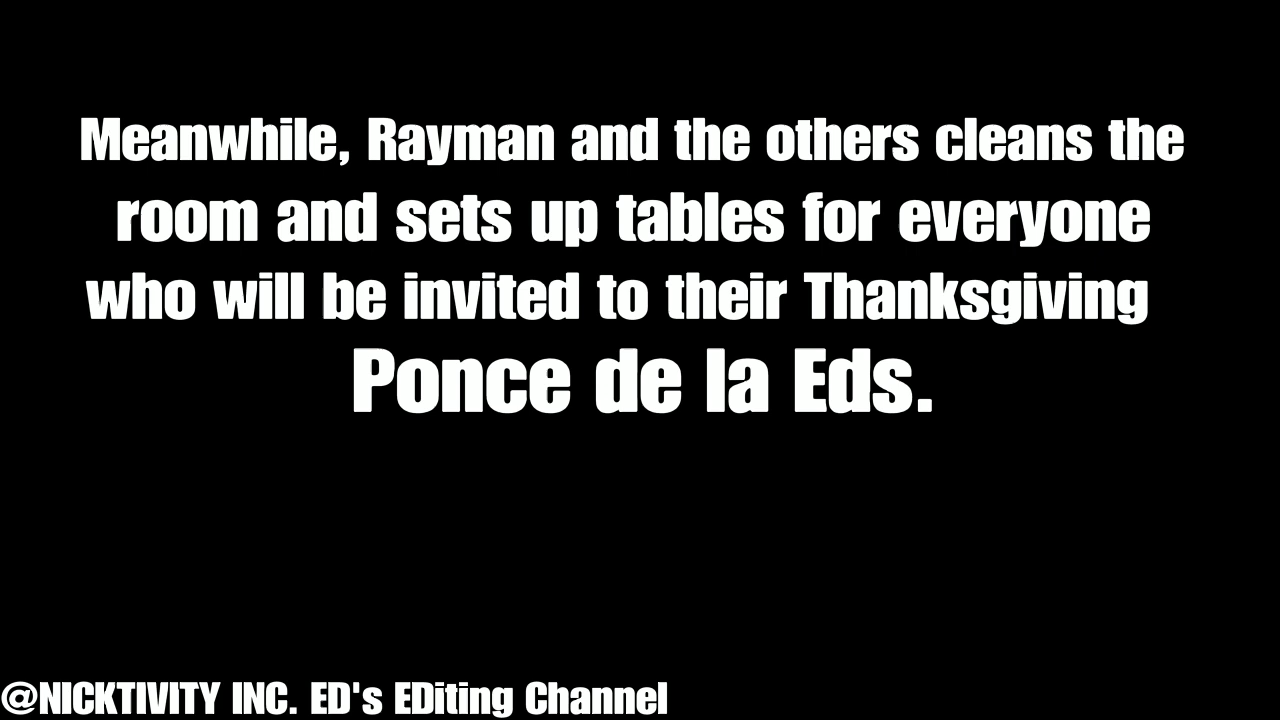 Meanwhile, Rayman and the others cleans the
room and sets up tables for everyone
who will be invited to their Thanksgiving
Ponce de la Eds.
@NICKTIVITY INC. ED's EDiting Channel